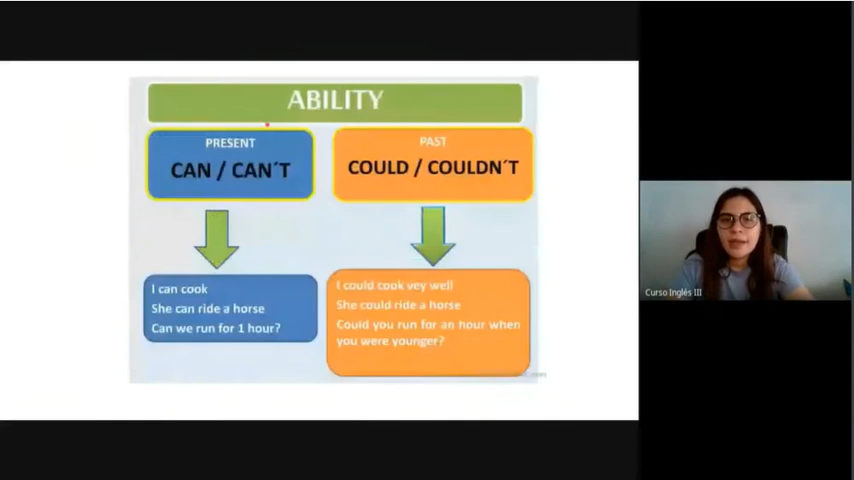 ABILITY
PRESENT
CAN / CAN´T
PAST
COULD / COULDN´T
I can cook
She can ride a horse
Can we run for 1 hour?
I could cook vey well
She could ride a horse
Could you run for an hour when
you were younger?
Curso Inglés III